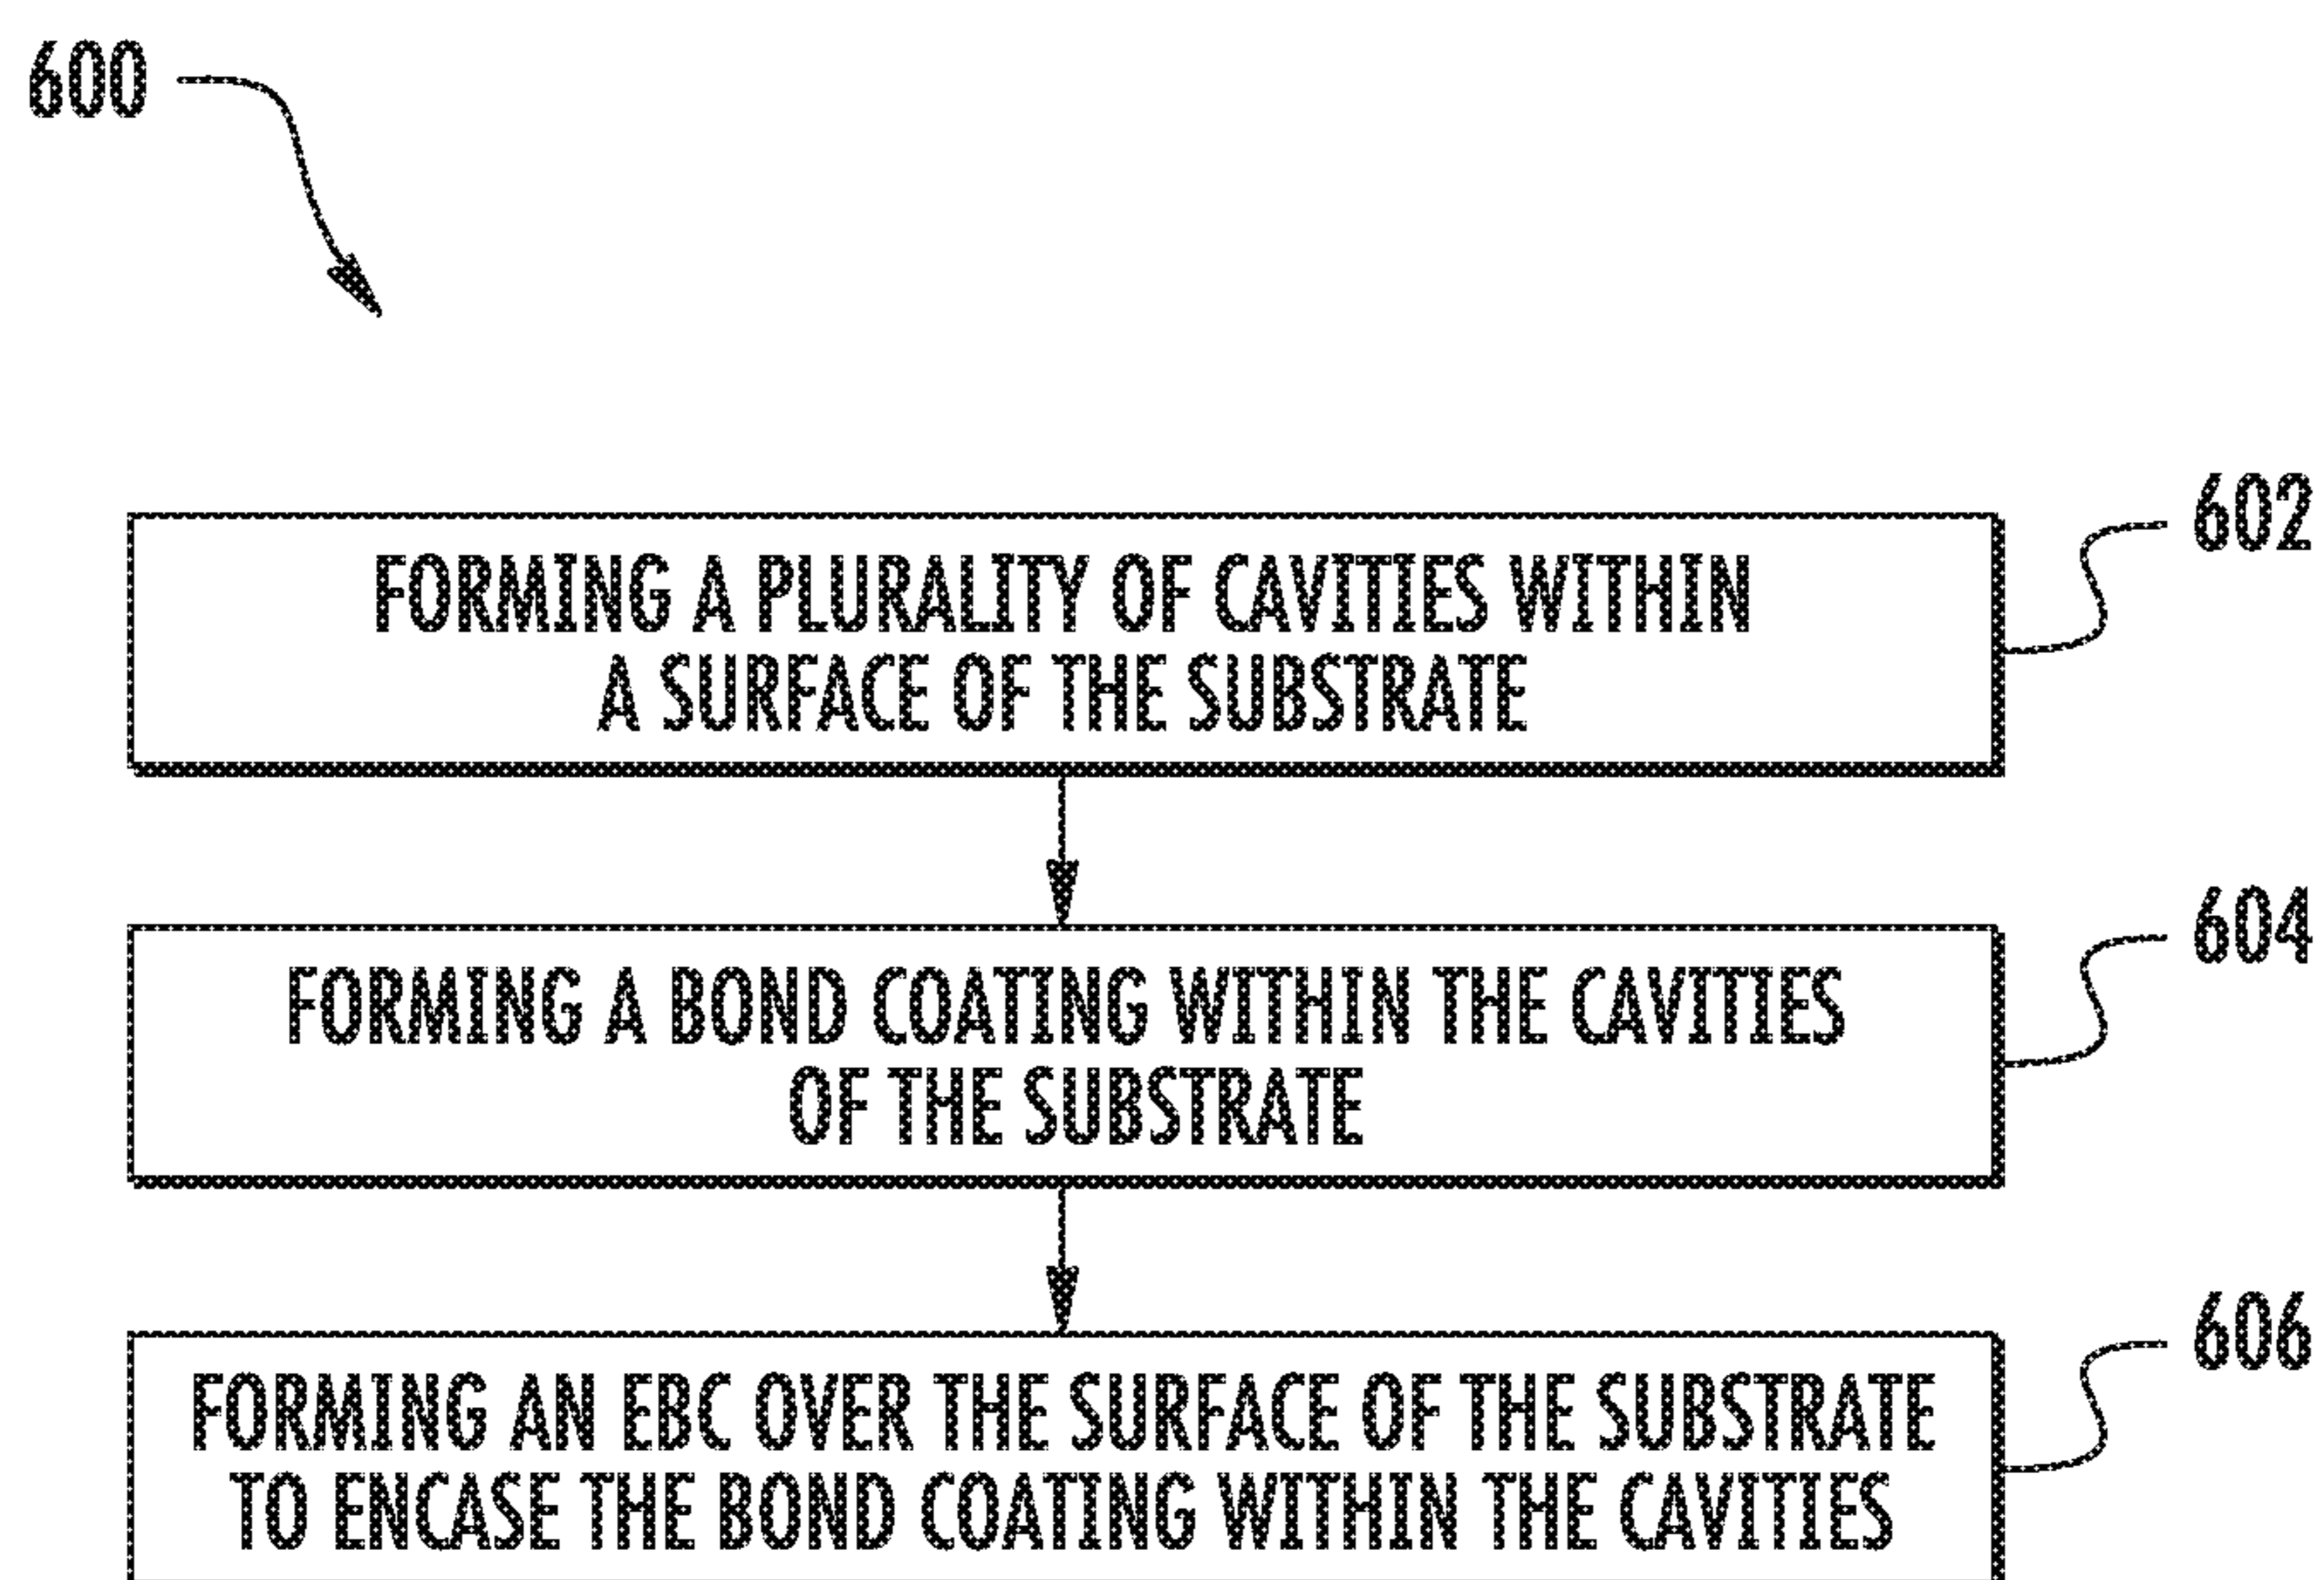 600
602
FORMING A PLURALITY OF CAVITIES WITHIN
A SURFACE OF THE SUBSTRATE
604
FORMING A BOND COATING WITHIN THE CAVITIES
OF THE SUBSTRATE
606
FORMING AN EBC OVER THE SURFACE OF THE SUBSTRATE
TO ENCASE THE BOND COATING WITHIN THE CAVITIES